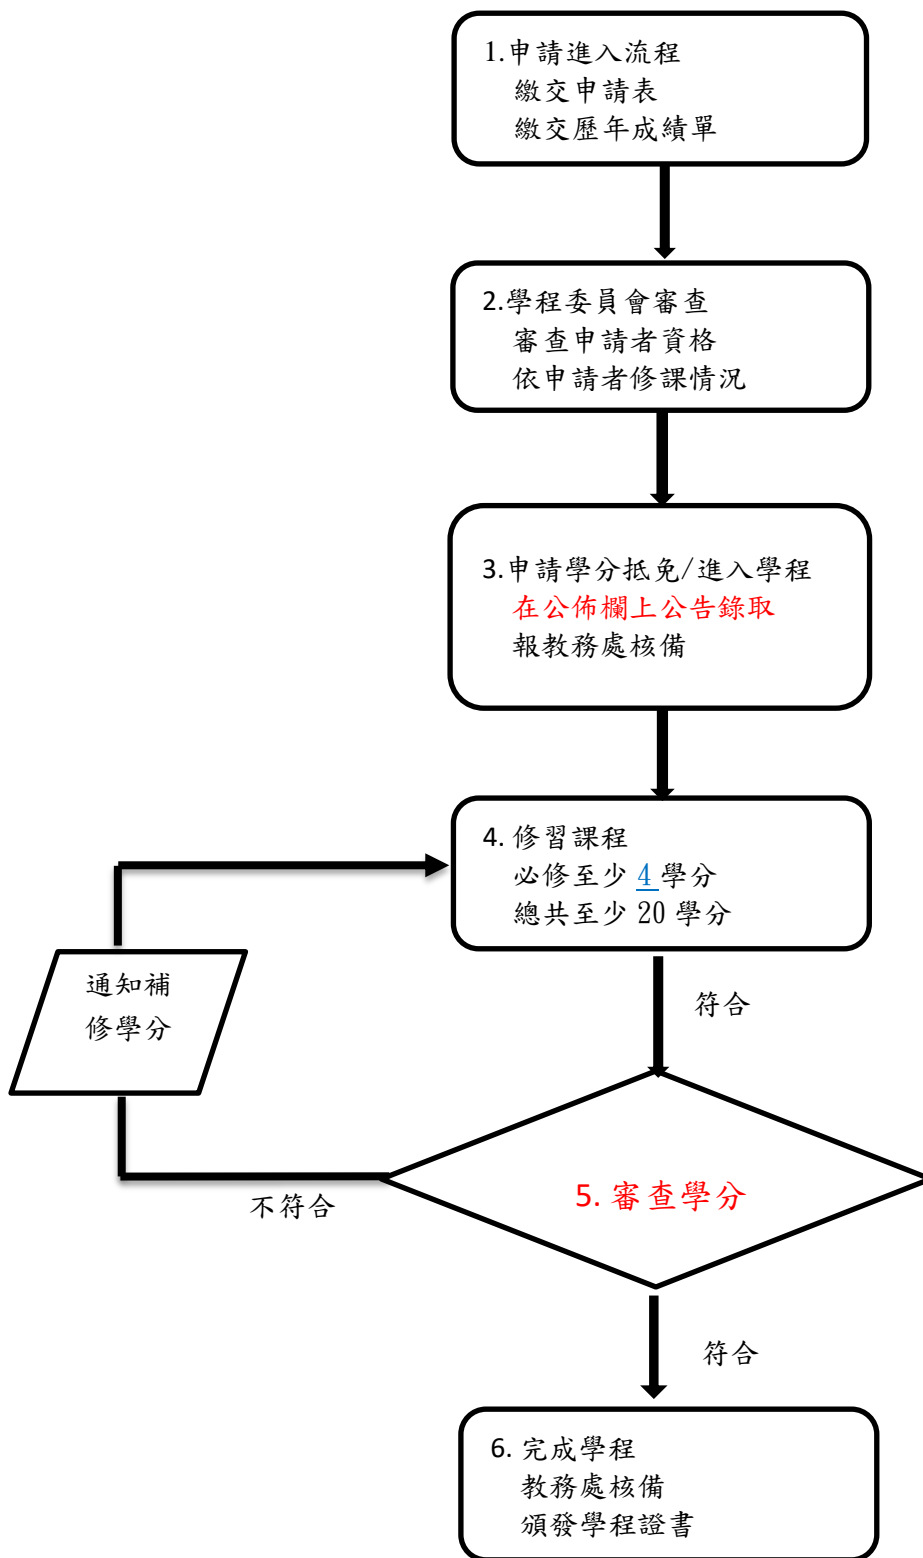 1.申請進入流程
繳交申請表
繳交歷年成績單
2.學程委員會審查
審查申請者資格
依申請者修課情況
3.申請學分抵免/進入學程
在公佈欄上公告錄取
報教務處核備
4. 修習課程
必修至少 4 學分
總共至少 20 學分
通知補
修學分
符合
5. 審查學分
不符合
符合
6. 完成學程
教務處核備
頒發學程證書